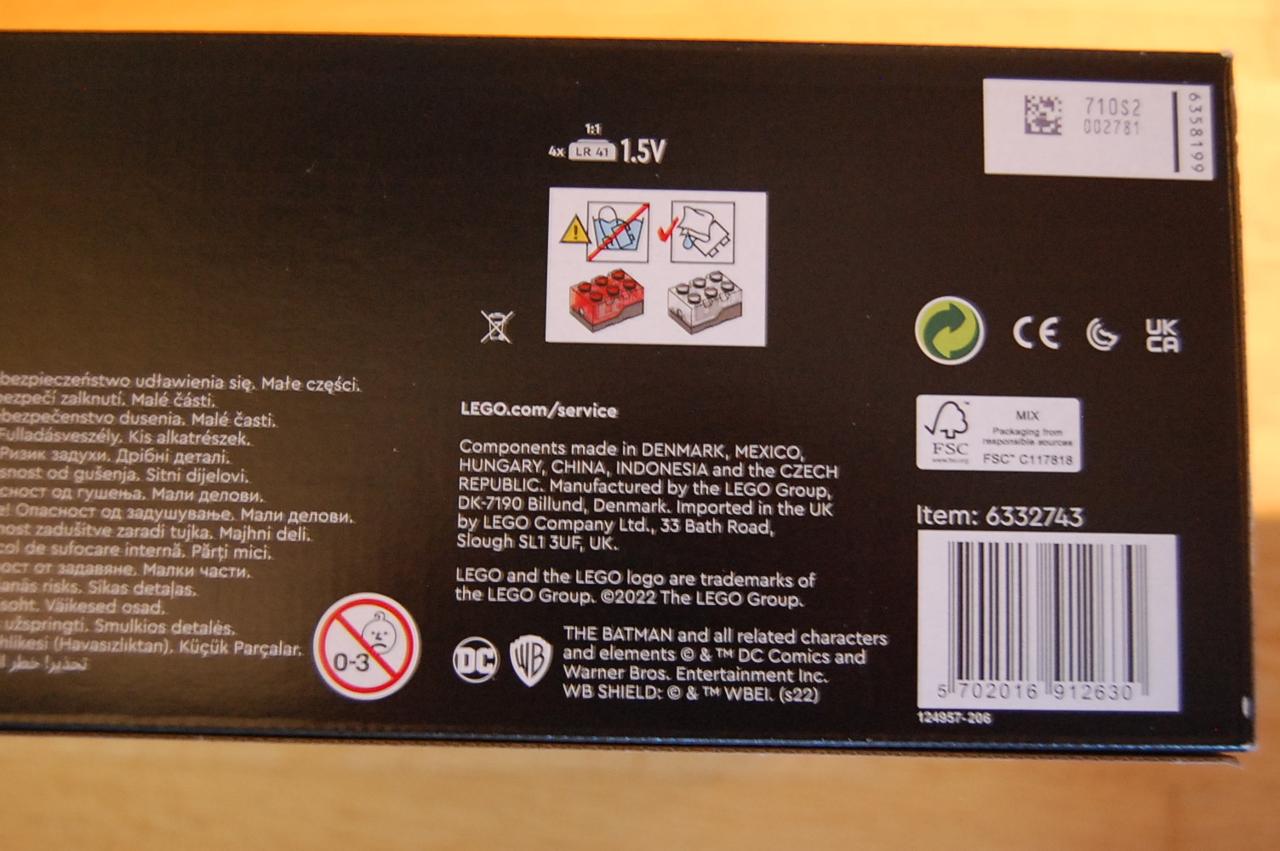 710S2
002781
6358199
1:1
4x LR 41 1.5V
CE
UK
CA
bezpieczeństwo udławienia się. Małe części.
ezpečí zalknutí. Malé části.
bezpečenstvo dusenia. Malé časti.
Fulladásveszély. Kis alkatrészek.
Ризик задухи. Дрібні деталі.
snost od gušenja. Sitni dijelovi.
сност од гушења. Мали делови.
e! Опасност од задушување. Мали делови.
nost zadušitve zaradi tujka. Majhni deli.
col de sufocare internă. Părți mici.
ост от задавяне. Малки части.
šanās risks. Sīkas detaļas.
soht. Väikesed osad.
užspringti. Smulkios detalės.
hlikesi (Havasızlıktan). Küçük Parçalar.
تحذير! خطر ا
0-3
LEGO.com/service
Components made in DENMARK, MEXICO,
HUNGARY, CHINA, INDONESIA and the CZECH
REPUBLIC. Manufactured by the LEGO Group,
DK-7190 Billund, Denmark. Imported in the UK
by LEGO Company Ltd., 33 Bath Road,
Slough SL1 3UF, UK.
LEGO and the LEGO logo are trademarks of
the LEGO Group. ©2022 The LEGO Group.
DC
WB
THE BATMAN and all related characters
and elements © & ™ DC Comics and
Warner Bros. Entertainment Inc.
WB SHIELD: © & ™ WBEI. (s22)
FSC
www.fsc.org
MIX
Packaging from
responsible sources
FSC™ C117818
Item: 6332743
5 702016 912630
124957-206